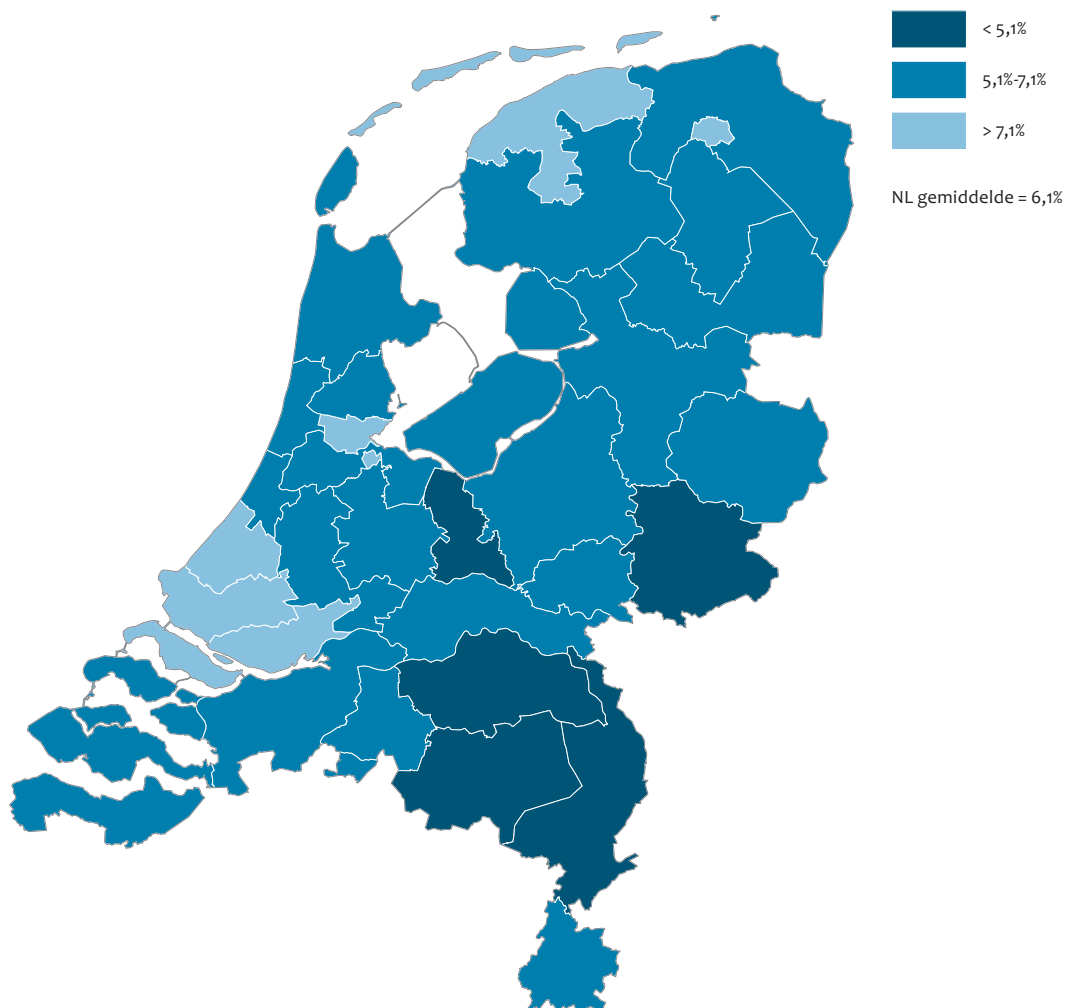 < 5,1%
5,1%-7,1%
> 7,1%
NL gemiddelde = 6,1%